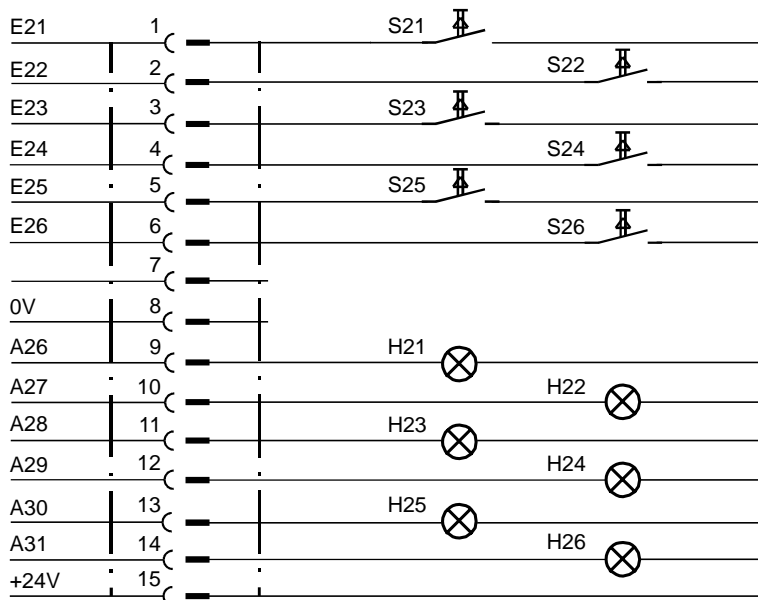 E21 1 S21
E22 2 S22
E23 3 S23
E24 4 S24
E25 5 S25
E26 6 S26
7
0V 8
A26 9 H21
A27 10 H22
A28 11 H23
A29 12 H24
A30 13 H25
A31 14 H26
+24V 15